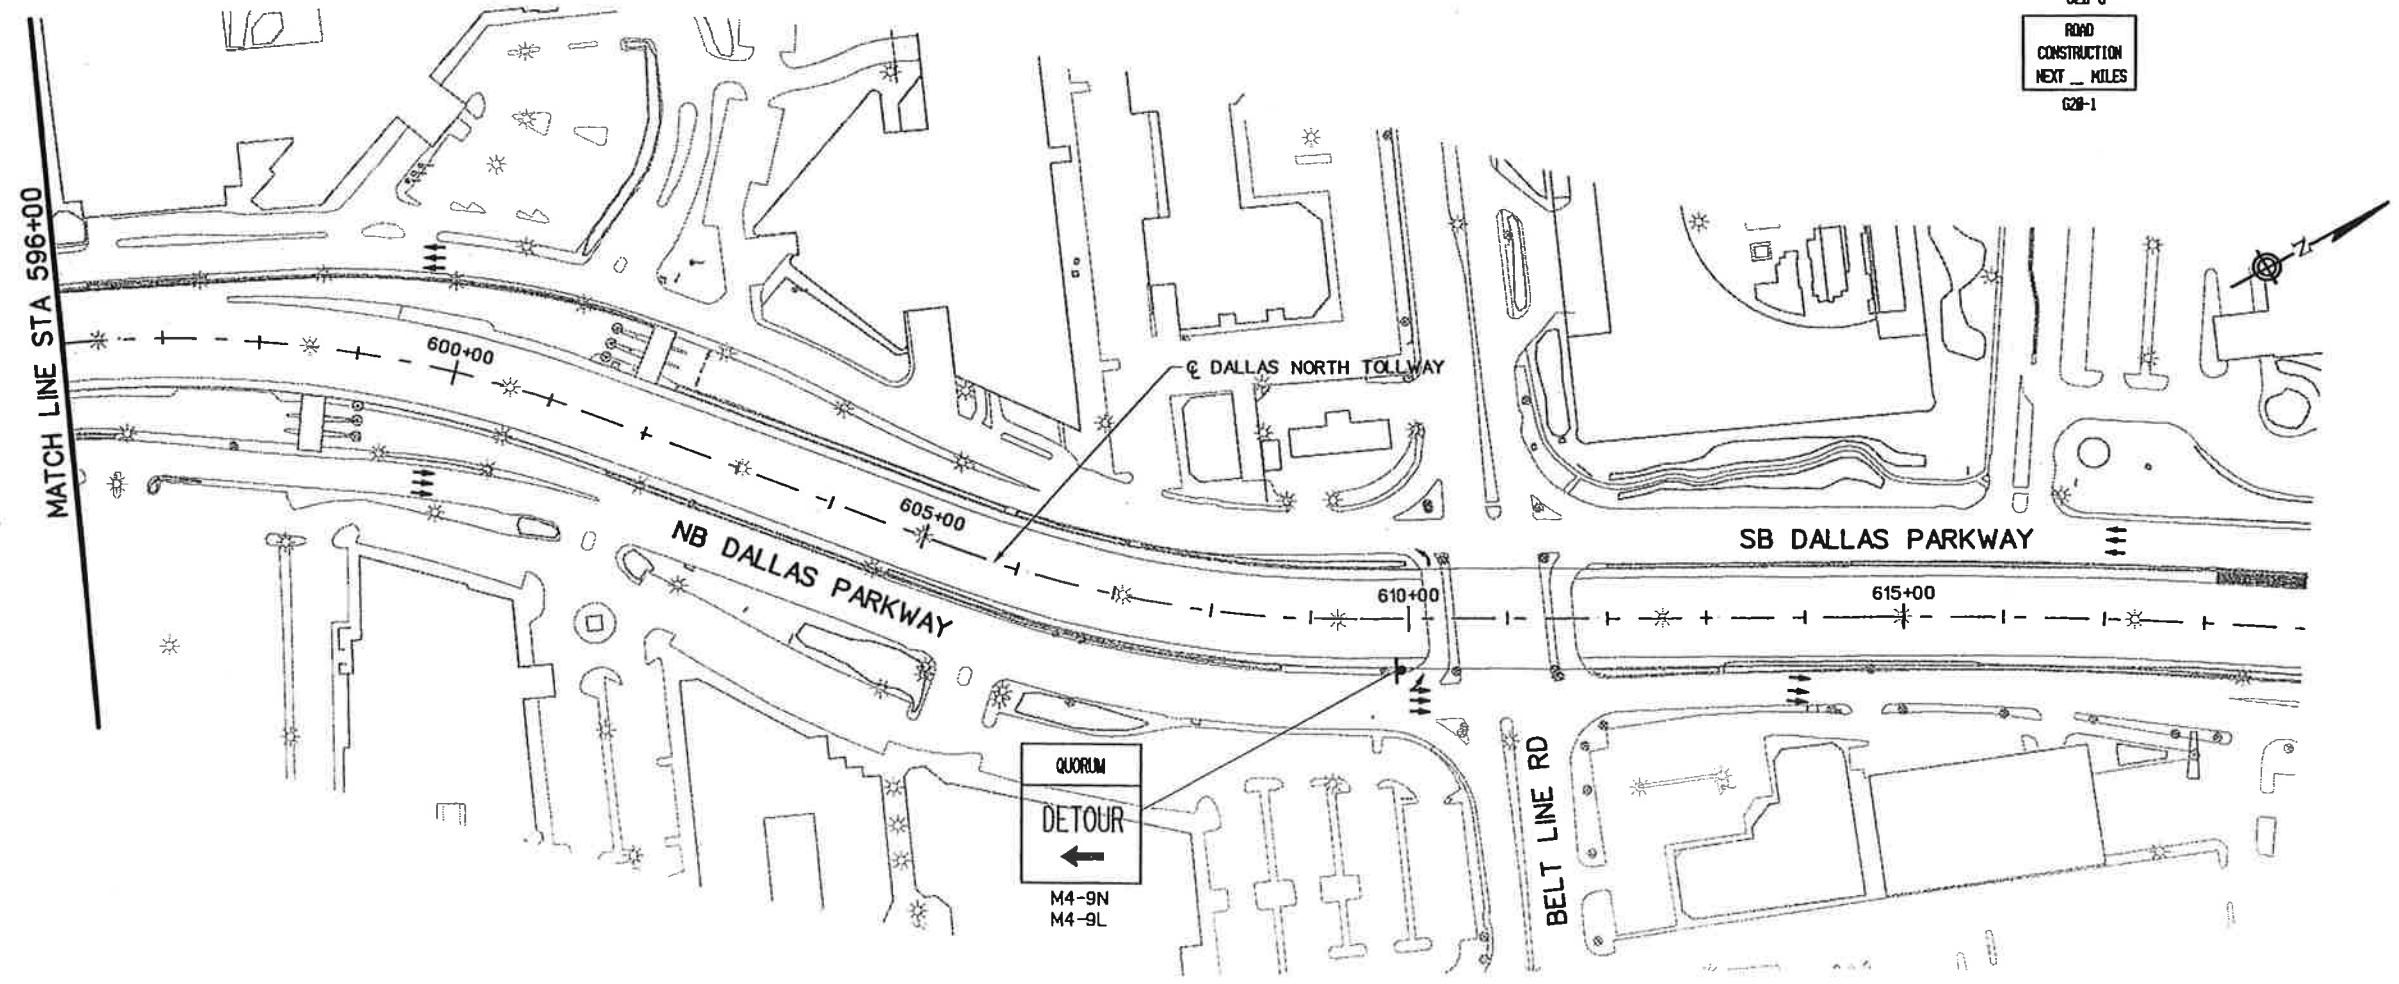 ROAD
CONSTRUCTION
NEXT __ MILES
G20-1
N
MATCH LINE STA 596+00
600+00
℄ DALLAS NORTH TOLLWAY
605+00
NB DALLAS PARKWAY
SB DALLAS PARKWAY
610+00
615+00
QUORUM
DETOUR
M4-9N
M4-9L
BELT LINE RD